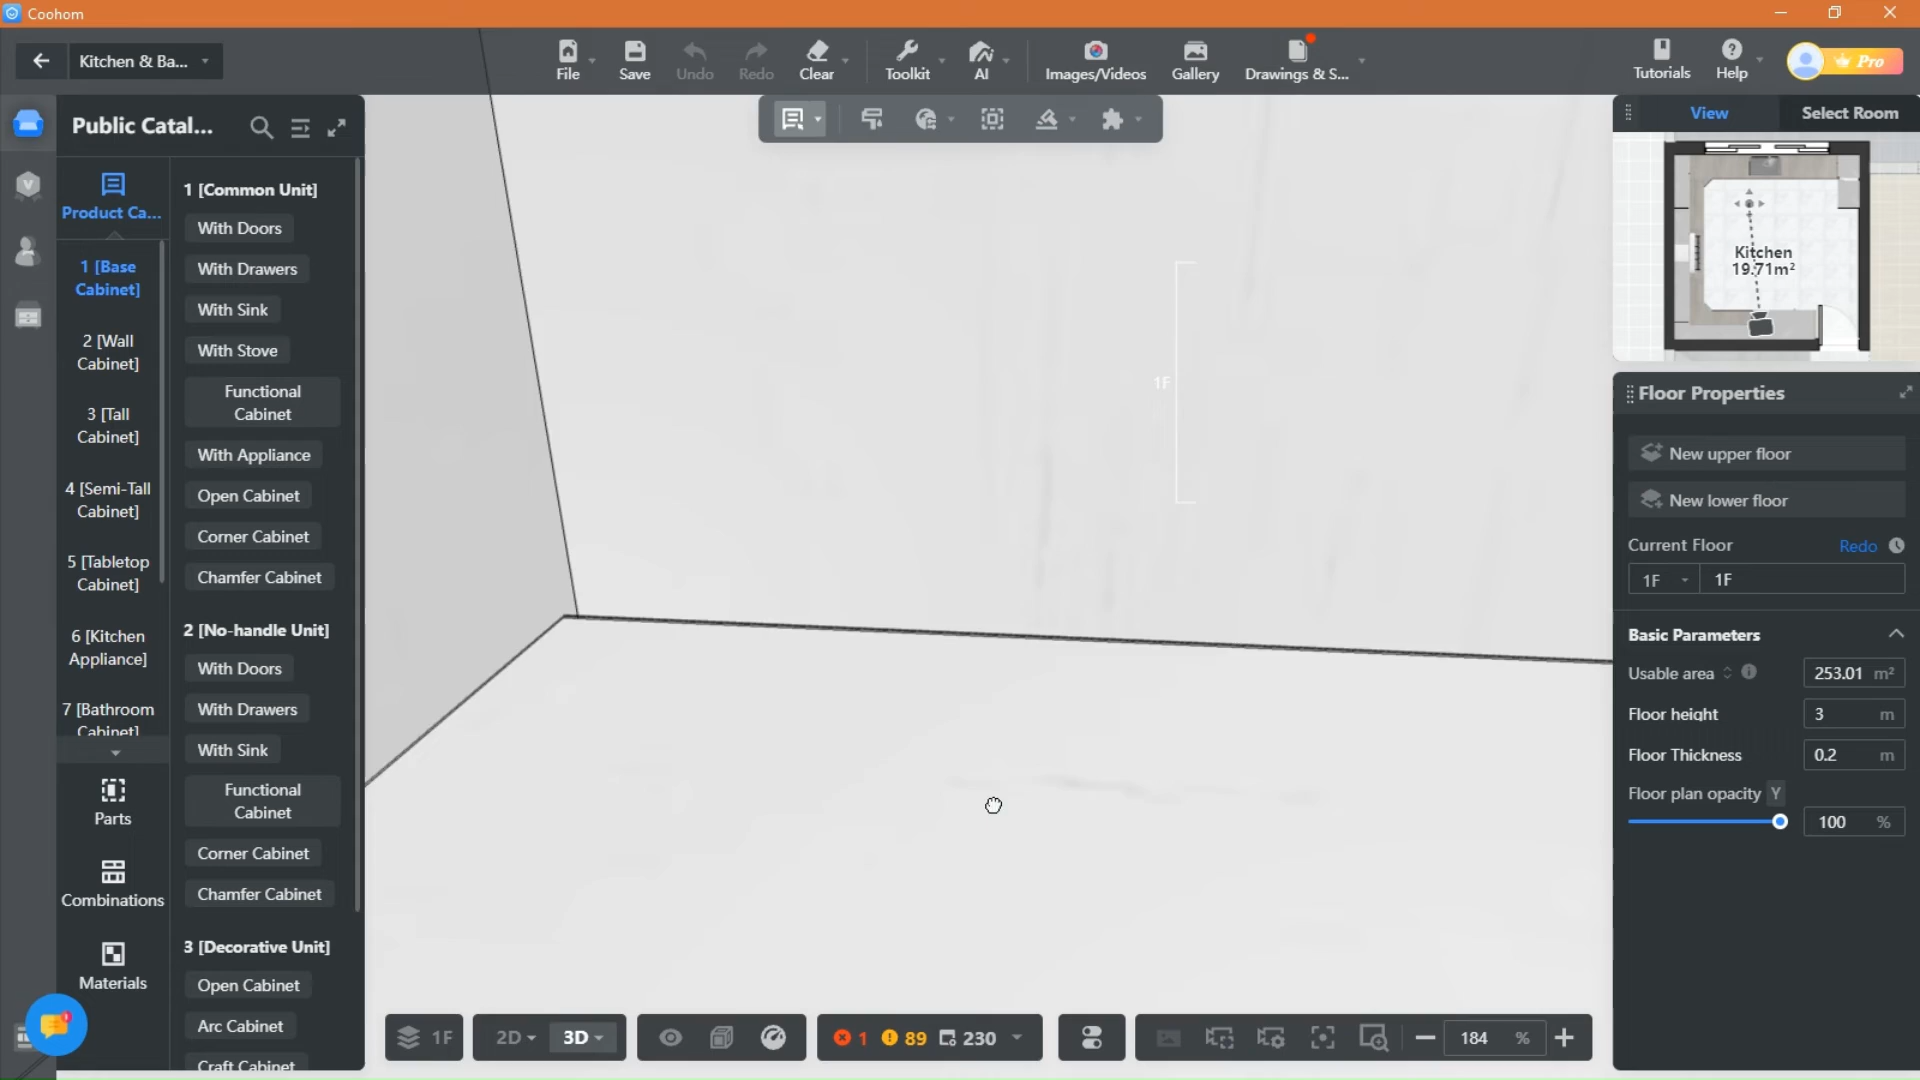 Coohom
Kitchen & Ba...
File
Save
Undo
Redo
Clear
Toolkit
AI
Images/Videos
Gallery
Drawings & S...
Tutorials
Help
Pro
Public Catal...
View
Select Room
Product Ca...
1 [Base
Cabinet]
2 [Wall
Cabinet]
3 [Tall
Cabinet]
4 [Semi-Tall
Cabinet]
5 [Tabletop
Cabinet]
6 [Kitchen
Appliance]
7 [Bathroom
Cabinet]
Parts
Combinations
Materials
1 [Common Unit]
With Doors
With Drawers
With Sink
With Stove
Functional
Cabinet
With Appliance
Open Cabinet
Corner Cabinet
Chamfer Cabinet
2 [No-handle Unit]
With Doors
With Drawers
With Sink
Functional
Cabinet
Corner Cabinet
Chamfer Cabinet
3 [Decorative Unit]
Open Cabinet
Arc Cabinet
Craft Cabinet
1F
Kitchen
19.71m²
Floor Properties
New upper floor
New lower floor
Current Floor Redo
1F 1F
Basic Parameters
Usable area 253.01 m²
Floor height 3 m
Floor Thickness 0.2 m
Floor plan opacity Y
100 %
1F 2D 3D 1 89 230 184 %